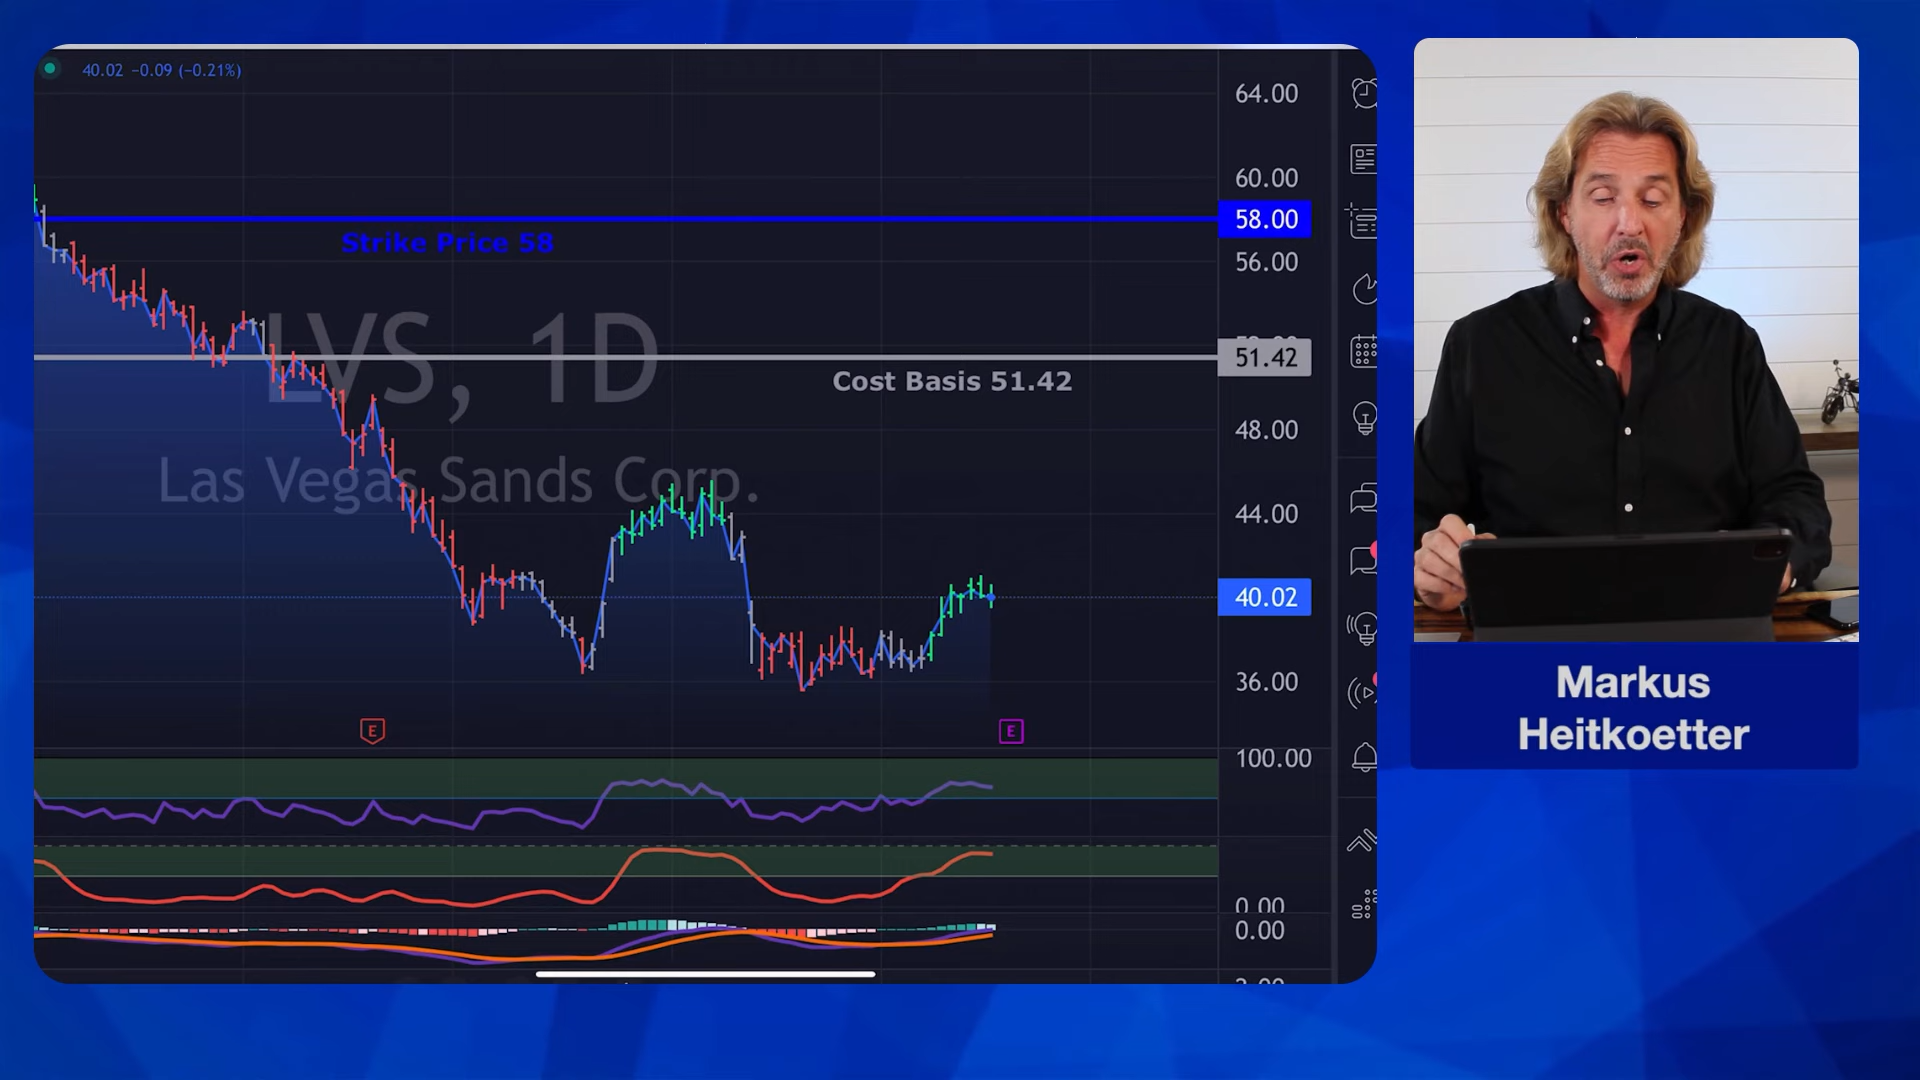 40.02 −0.09 (−0.21%)
64.00
60.00
58.00
Strike Price 58
56.00
LVS, 1D
51.42
Cost Basis 51.42
48.00
Las Vegas Sands Corp.
44.00
40.02
36.00
E
E
100.00
0.00
0.00
Markus
Heitkoetter